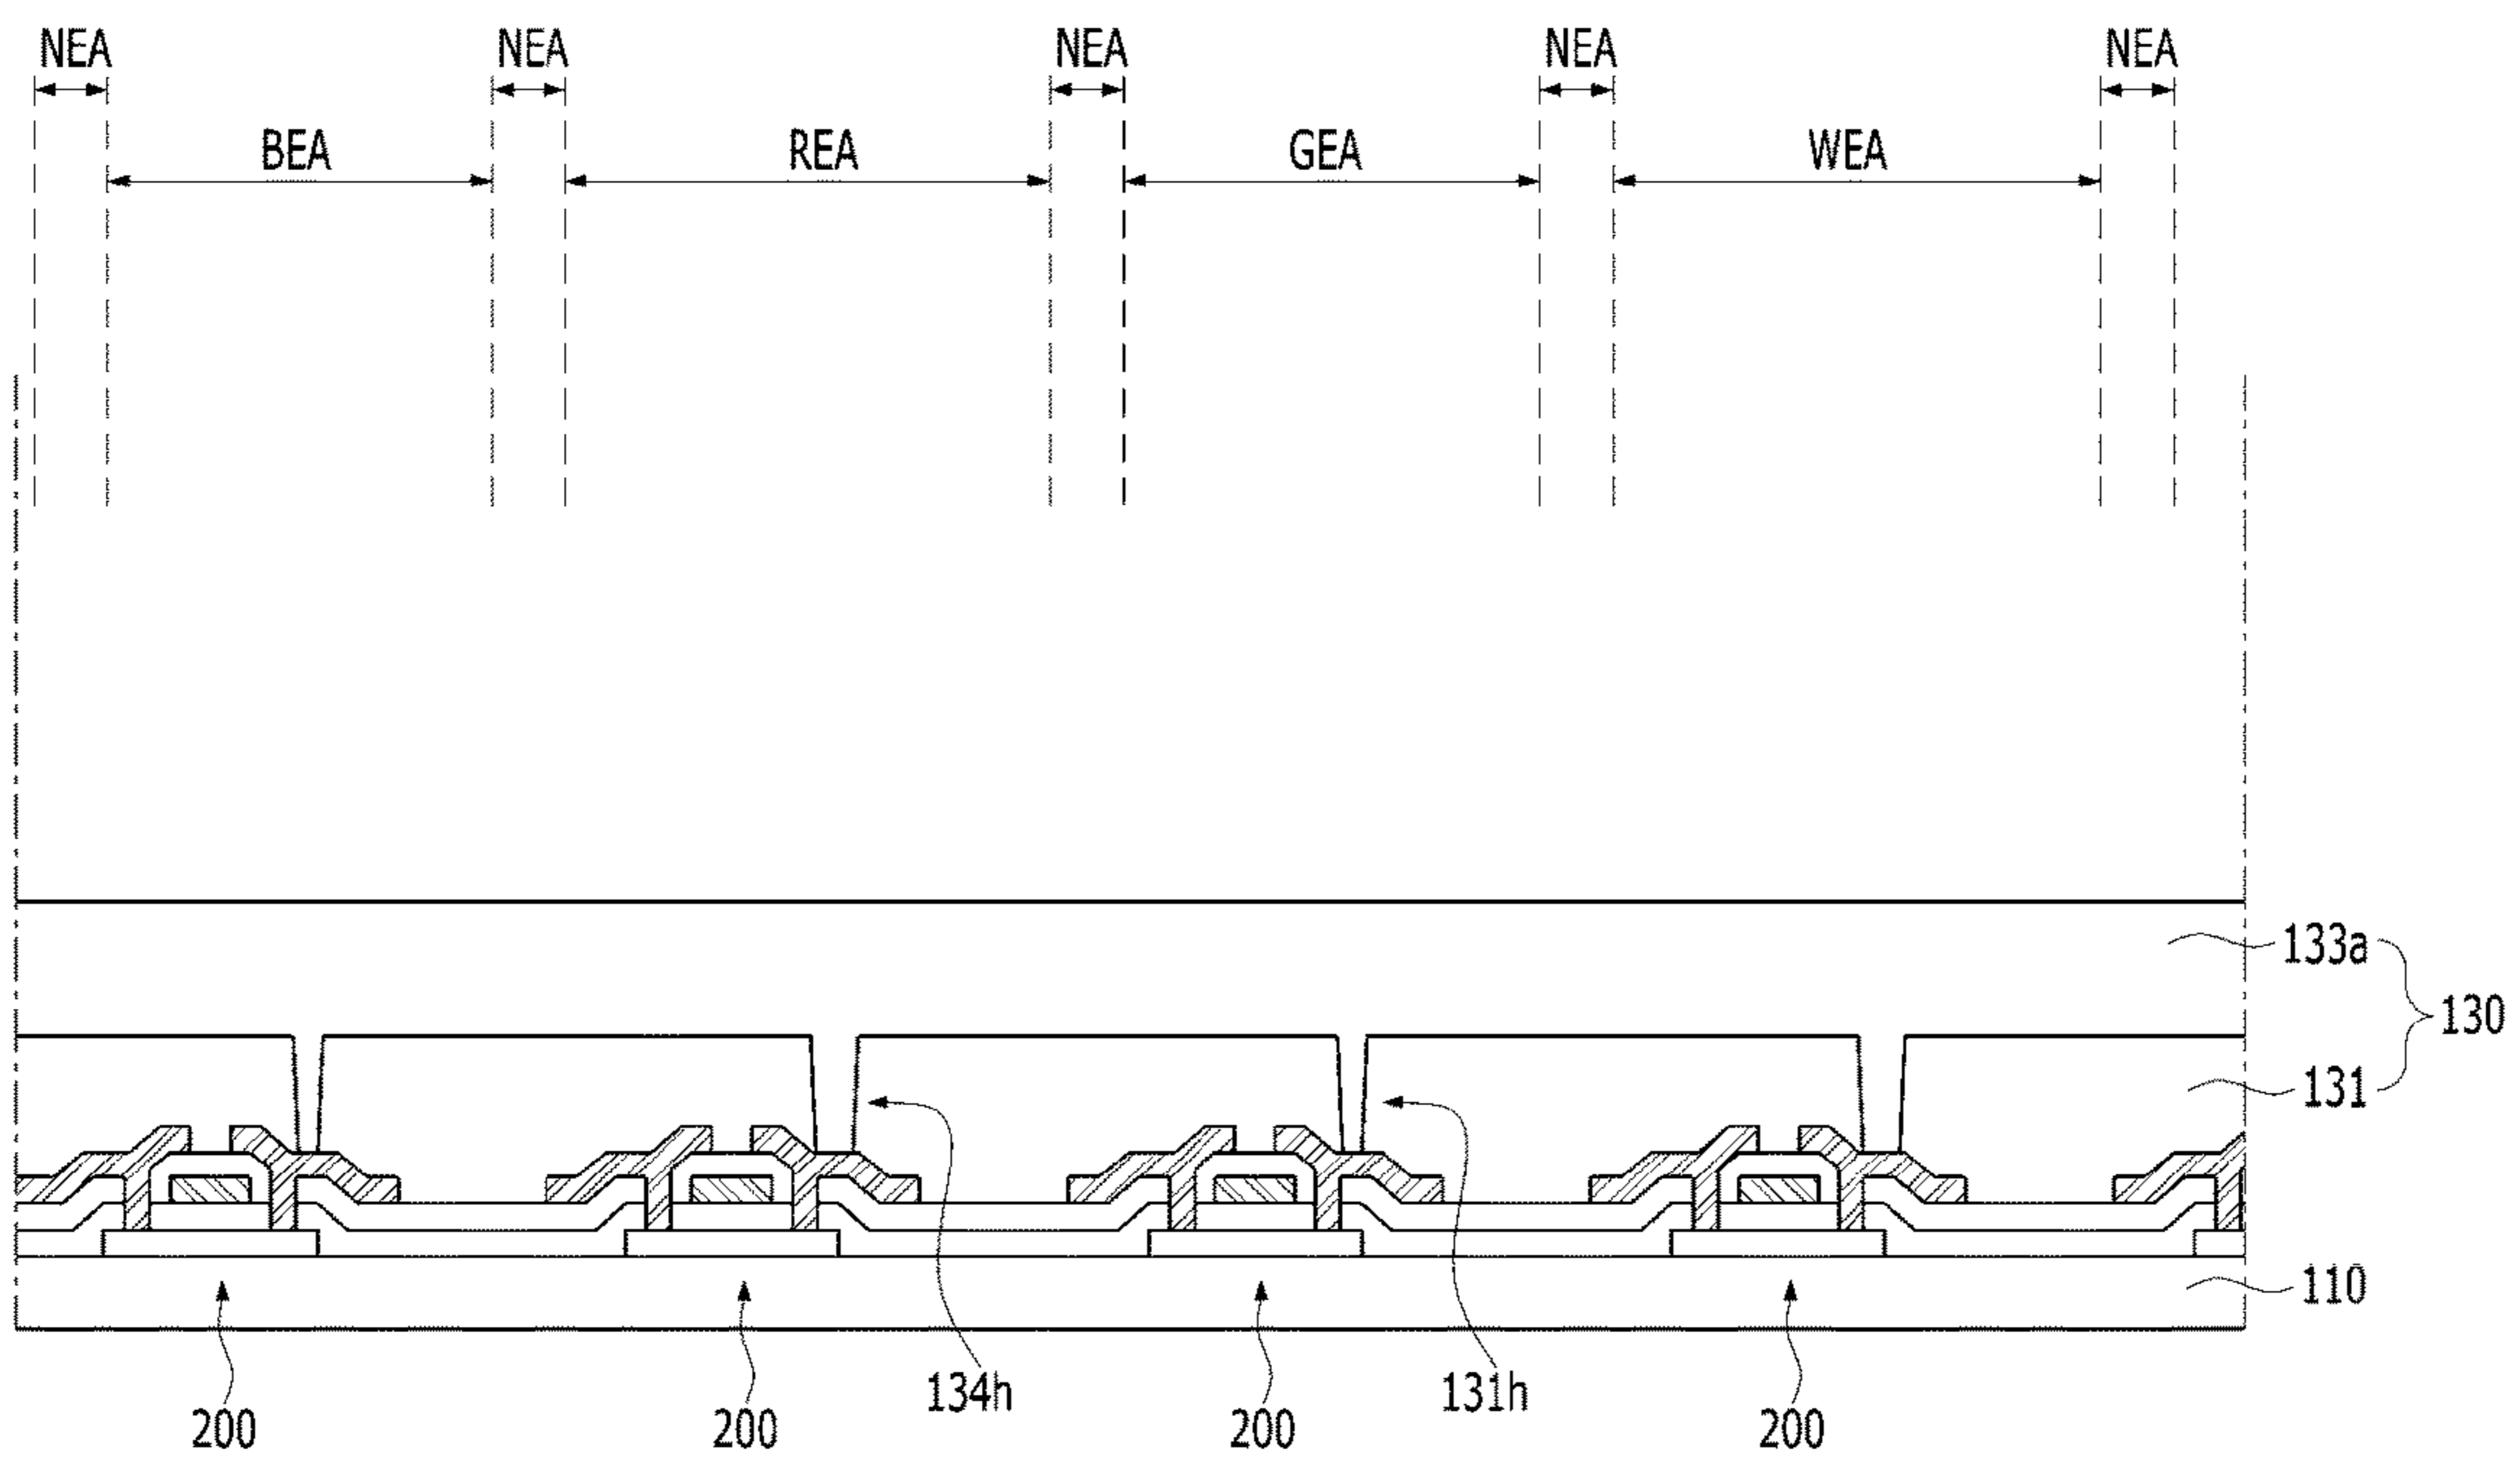 NEA NEA NEA NEA NEA
BEA REA GEA WEA
133a
130
131
110
134h 131h
200 200 200 200